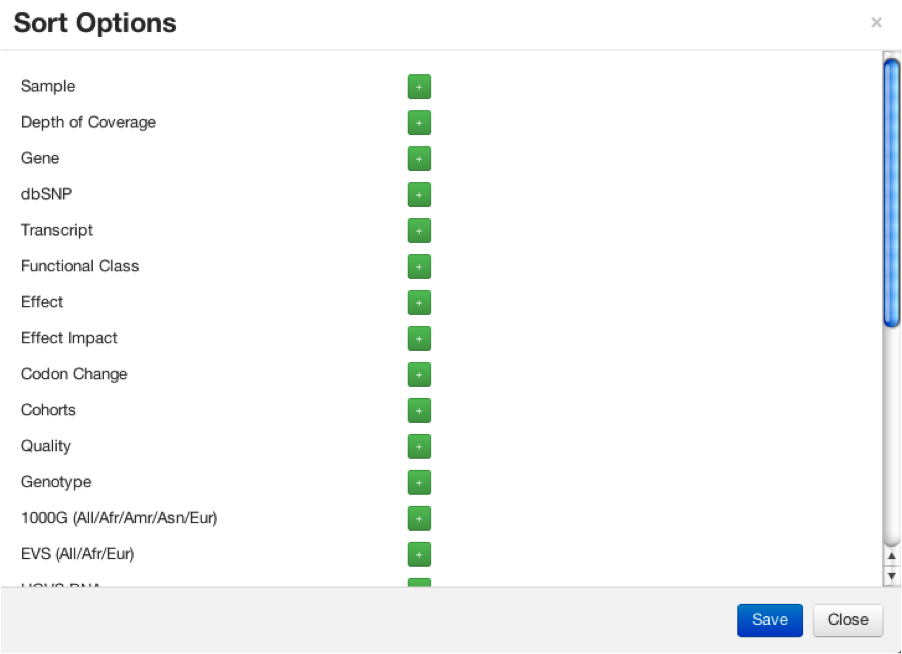 Sort Options ×
Sample +
Depth of Coverage +
Gene +
dbSNP +
Transcript +
Functional Class +
Effect +
Effect Impact +
Codon Change +
Cohorts +
Quality +
Genotype +
1000G (All/Afr/Amr/Asn/Eur) +
EVS (All/Afr/Eur) +
Save Close